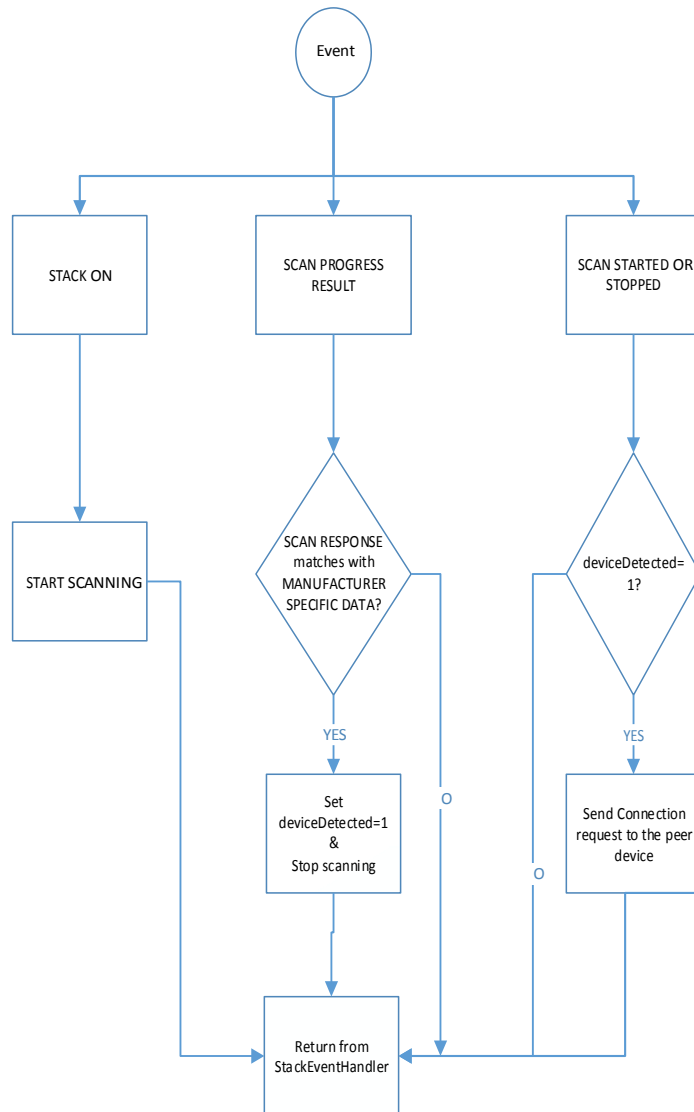 Event
STACK ON
SCAN PROGRESS
RESULT
SCAN STARTED OR
STOPPED
SCAN RESPONSE
matches with
MANUFACTURER
SPECIFIC DATA?
deviceDetected=
1?
START SCANNING
YES
YES
Set
deviceDetected=1
&
Stop scanning
O
Send Connection
request to the peer
device
O
Return from
StackEventHandler